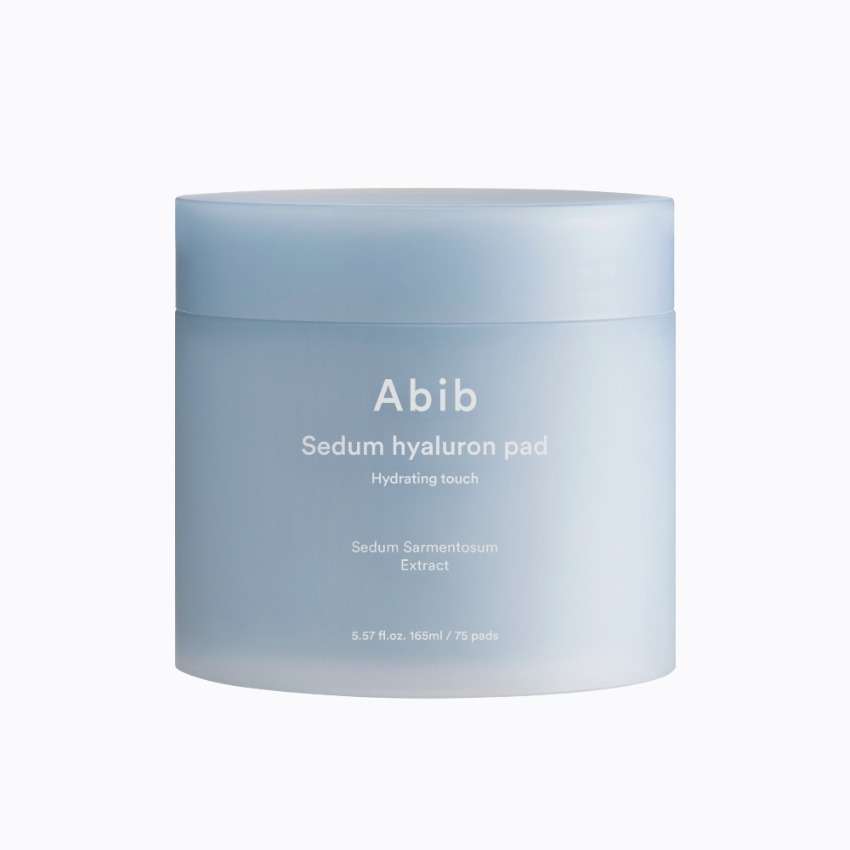 Abib
Sedum hyaluron pad
Hydrating touch
Sedum Sarmentosum
Extract
5.57 fl.oz. 165ml / 75 pads